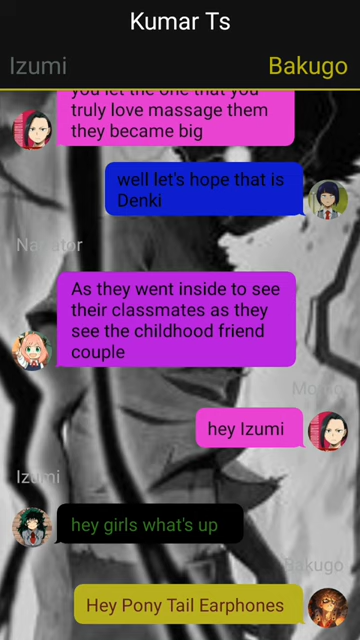 Kumar Ts
Izumi
Bakugo
you let the one that you
truly love massage them
they became big
well let's hope that is
Denki
Narrator
As they went inside to see
their classmates as they
see the childhood friend
couple
Momo
hey Izumi
Izumi
hey girls what's up
Bakugo
Hey Pony Tail Earphones